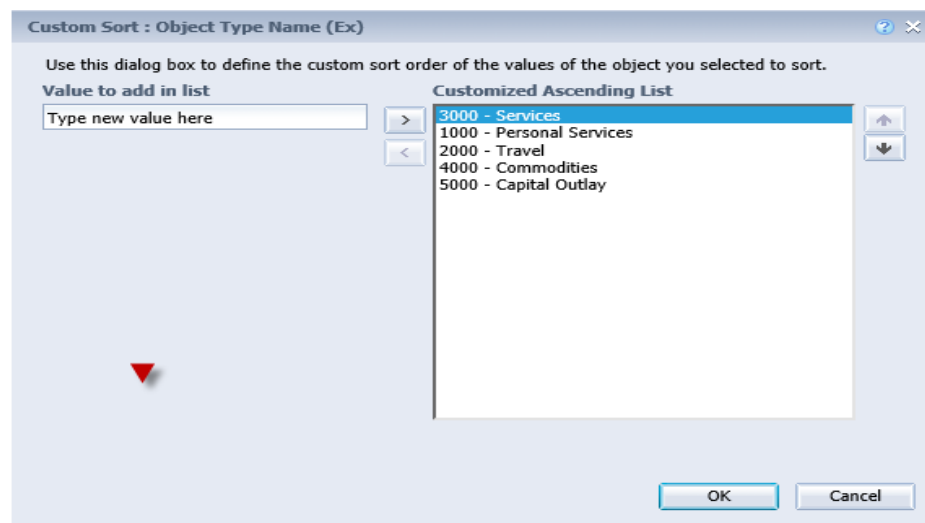 Custom Sort : Object Type Name (Ex)
Use this dialog box to define the custom sort order of the values of the object you selected to sort.
Value to add in list
Type new value here
>
<
Customized Ascending List
3000 - Services
1000 - Personal Services
2000 - Travel
4000 - Commodities
5000 - Capital Outlay
OK
Cancel